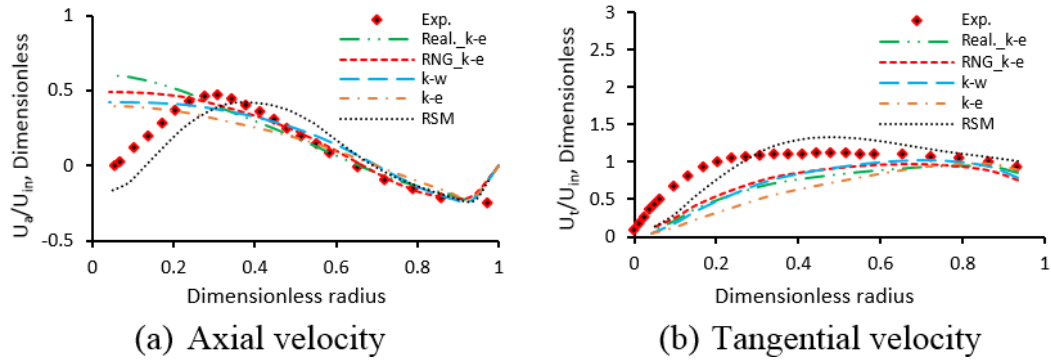 1
0.5
0
-0.5
Ua/Uin, Dimensionless
Exp.
Real._k-e
RNG_k-e
k-w
k-e
RSM
0 0.2 0.4 0.6 0.8 1
Dimensionless radius
(a) Axial velocity
3
2.5
2
1.5
1
0.5
0
Ut/Uin, Dimensionless
Exp.
Real._k-e
RNG_k-e
k-w
k-e
RSM
0 0.2 0.4 0.6 0.8 1
Dimensionless radius
(b) Tangential velocity